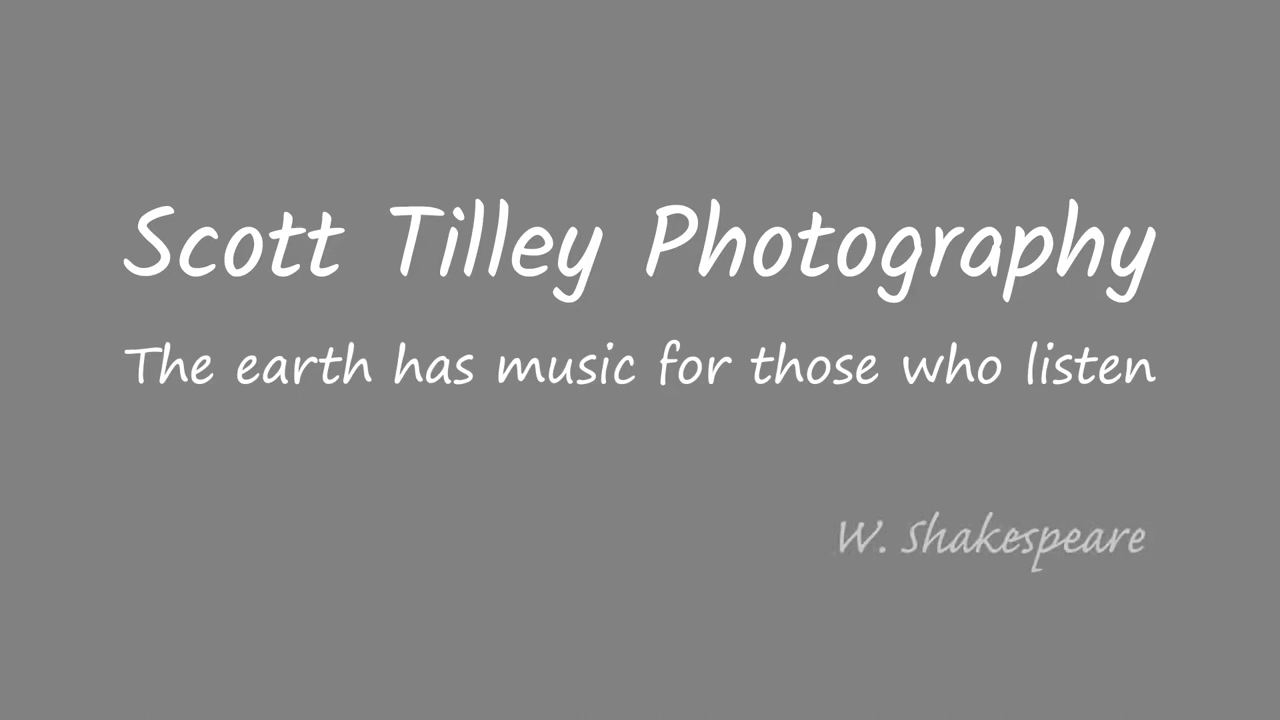 Scott Tilley Photography
The earth has music for those who listen
W. Shakespeare